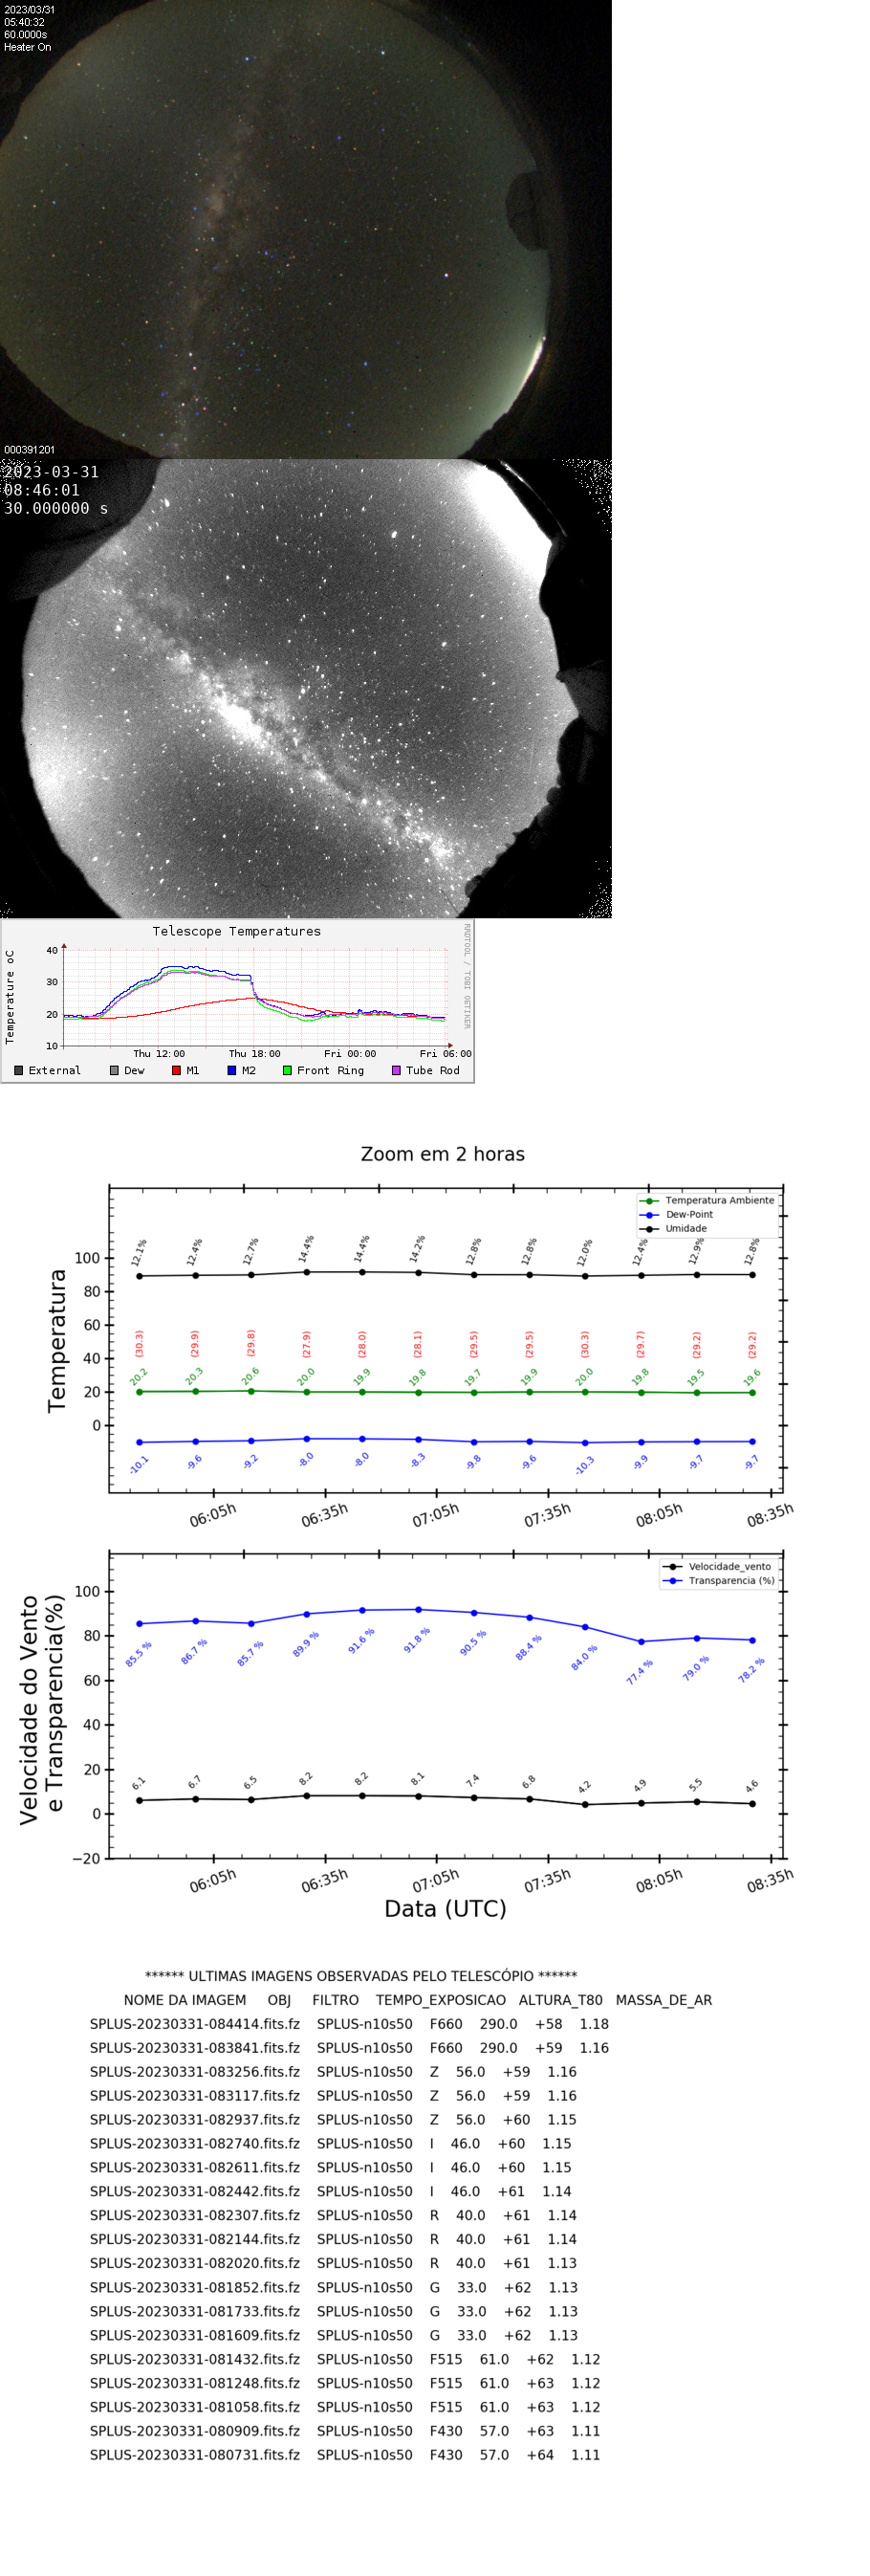 2023/03/31
05:40:32
60.0000s
Heater On
000391201
2023-03-31
08:46:01
30.000000 s
Telescope Temperatures
Temperature oC
40
30
20
10
Thu 12:00 Thu 18:00 Fri 00:00 Fri 06:00
External Dew M1 M2 Front Ring Tube Rod
RRDTOOL / TOBI OETIKER
Zoom em 2 horas
Temperatura Ambiente
Dew-Point
Umidade
Temperatura
100
80
60
40
20
0
12.1% 12.4% 12.7% 14.4% 14.4% 14.2% 12.8% 12.8% 12.0% 12.4% 12.9% 12.8%
(30.3) (29.9) (29.8) (27.9) (28.0) (28.1) (29.5) (29.5) (30.3) (29.7) (29.2) (29.2)
20.2 20.3 20.6 20.0 19.9 19.8 19.7 19.9 20.0 19.8 19.5 19.6
-10.1 -9.6 -9.2 -8.0 -8.0 -8.3 -9.8 -9.6 -10.3 -9.9 -9.7 -9.7
06:05h 06:35h 07:05h 07:35h 08:05h 08:35h
Velocidade_vento
Transparencia (%)
Velocidade do Vento
e Transparencia(%)
100
80
60
40
20
0
−20
85.5 % 86.7 % 85.7 % 89.9 % 91.6 % 91.8 % 90.5 % 88.4 % 84.0 % 77.4 % 79.0 % 78.2 %
6.1 6.7 6.5 8.2 8.2 8.1 7.4 6.8 4.2 4.9 5.5 4.6
06:05h 06:35h 07:05h 07:35h 08:05h 08:35h
Data (UTC)
****** ULTIMAS IMAGENS OBSERVADAS PELO TELESCÓPIO ******
NOME DA IMAGEM OBJ FILTRO TEMPO_EXPOSICAO ALTURA_T80 MASSA_DE_AR
SPLUS-20230331-084414.fits.fz SPLUS-n10s50 F660 290.0 +58 1.18
SPLUS-20230331-083841.fits.fz SPLUS-n10s50 F660 290.0 +59 1.16
SPLUS-20230331-083256.fits.fz SPLUS-n10s50 Z 56.0 +59 1.16
SPLUS-20230331-083117.fits.fz SPLUS-n10s50 Z 56.0 +59 1.16
SPLUS-20230331-082937.fits.fz SPLUS-n10s50 Z 56.0 +60 1.15
SPLUS-20230331-082740.fits.fz SPLUS-n10s50 I 46.0 +60 1.15
SPLUS-20230331-082611.fits.fz SPLUS-n10s50 I 46.0 +60 1.15
SPLUS-20230331-082442.fits.fz SPLUS-n10s50 I 46.0 +61 1.14
SPLUS-20230331-082307.fits.fz SPLUS-n10s50 R 40.0 +61 1.14
SPLUS-20230331-082144.fits.fz SPLUS-n10s50 R 40.0 +61 1.14
SPLUS-20230331-082020.fits.fz SPLUS-n10s50 R 40.0 +61 1.13
SPLUS-20230331-081852.fits.fz SPLUS-n10s50 G 33.0 +62 1.13
SPLUS-20230331-081733.fits.fz SPLUS-n10s50 G 33.0 +62 1.13
SPLUS-20230331-081609.fits.fz SPLUS-n10s50 G 33.0 +62 1.13
SPLUS-20230331-081432.fits.fz SPLUS-n10s50 F515 61.0 +62 1.12
SPLUS-20230331-081248.fits.fz SPLUS-n10s50 F515 61.0 +63 1.12
SPLUS-20230331-081058.fits.fz SPLUS-n10s50 F515 61.0 +63 1.12
SPLUS-20230331-080909.fits.fz SPLUS-n10s50 F430 57.0 +63 1.11
SPLUS-20230331-080731.fits.fz SPLUS-n10s50 F430 57.0 +64 1.11